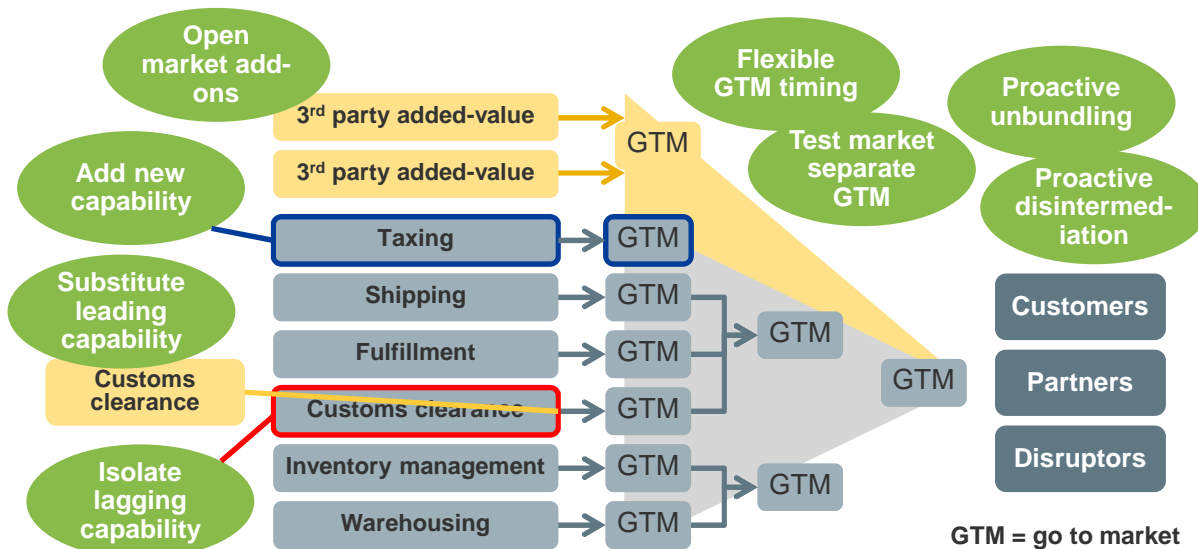 Open
market add-
ons
Flexible
GTM timing
Proactive
unbundling
3rd party added-value
GTM
Test market
separate
GTM
3rd party added-value
Add new
capability
Proactive
disintermed-
iation
Taxing
GTM
Substitute
leading
capability
Shipping
GTM
GTM
Customers
Fulfillment
GTM
Customs
clearance
GTM
Partners
Customs clearance
GTM
Isolate
lagging
capability
Inventory management
GTM
GTM
Disruptors
Warehousing
GTM
GTM = go to market